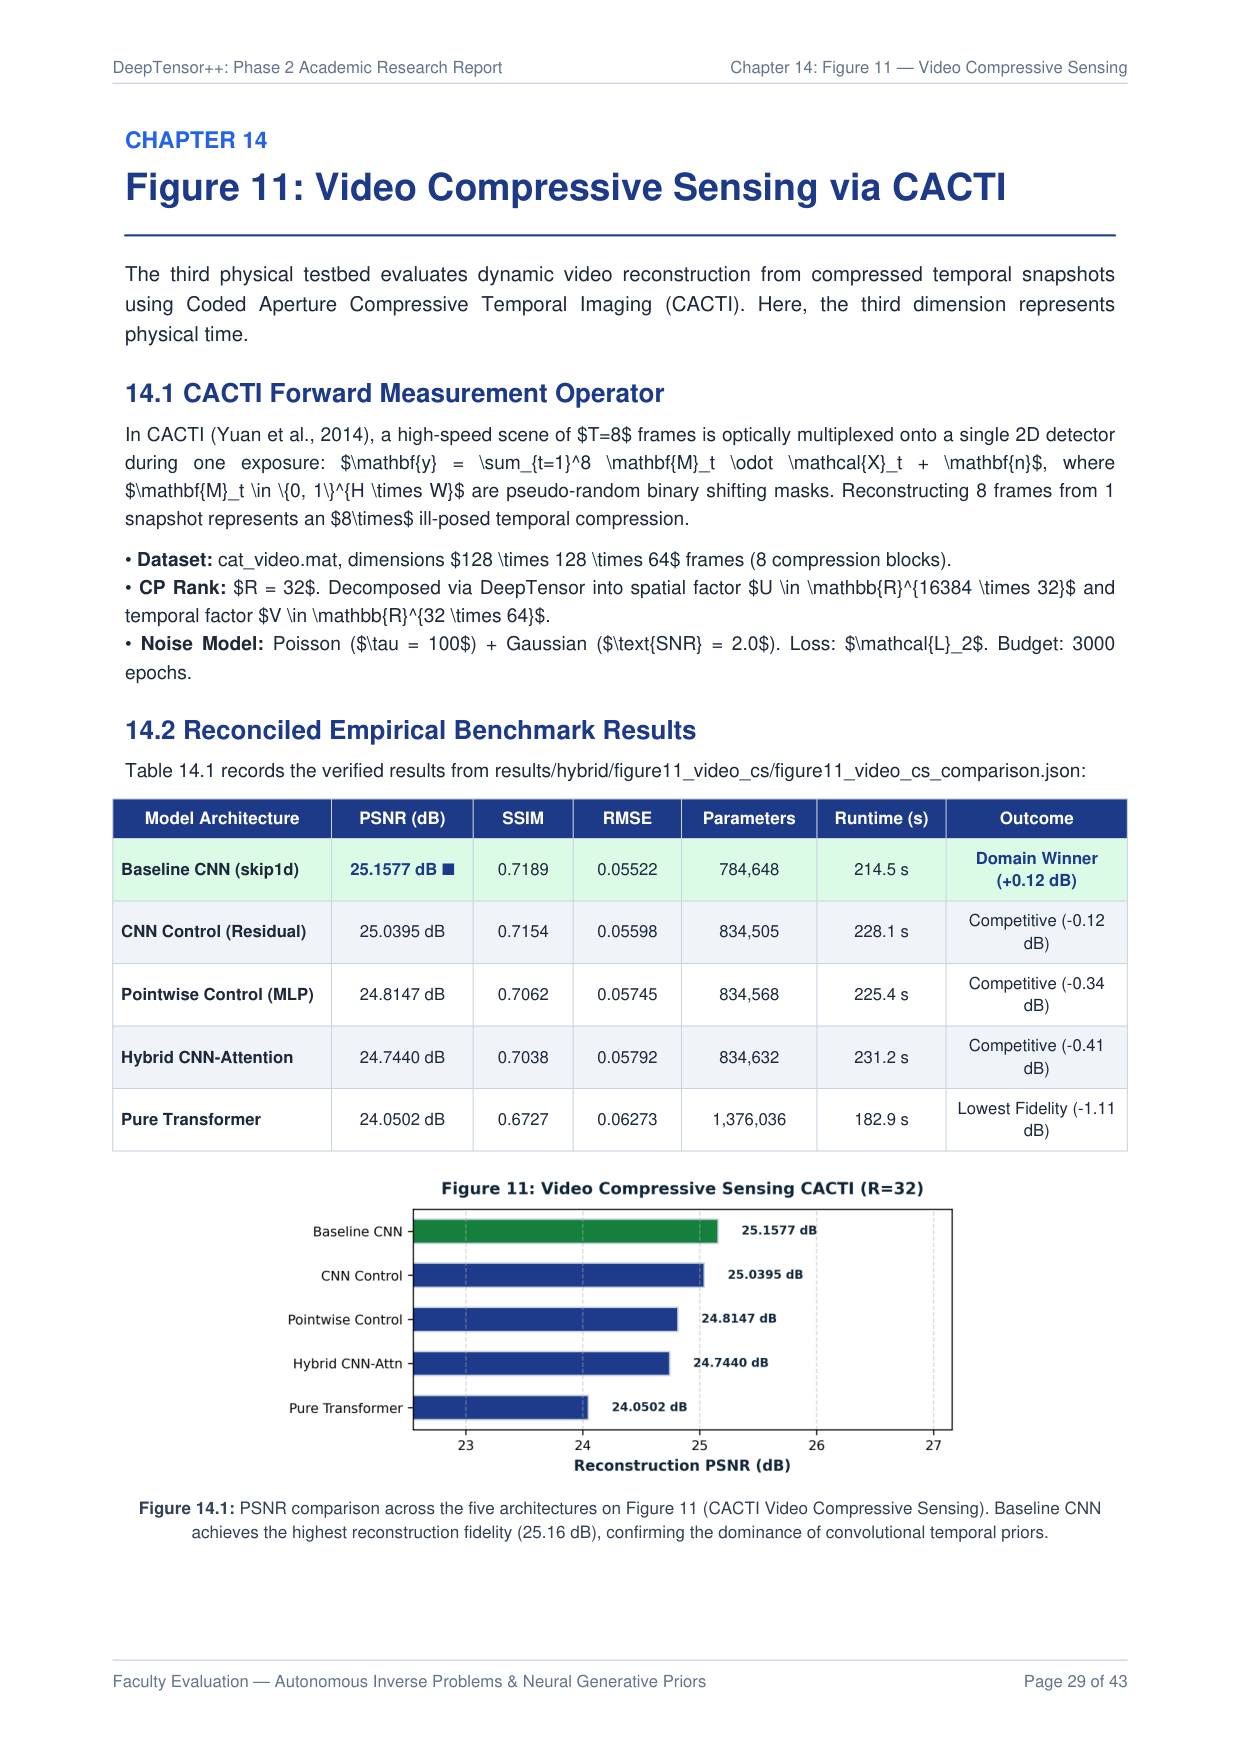 DeepTensor++: Phase 2 Academic Research Report
Chapter 14: Figure 11 — Video Compressive Sensing
CHAPTER 14
Figure 11: Video Compressive Sensing via CACTI
The third physical testbed evaluates dynamic video reconstruction from compressed temporal snapshots
using Coded Aperture Compressive Temporal Imaging (CACTI). Here, the third dimension represents
physical time.
14.1 CACTI Forward Measurement Operator
In CACTI (Yuan et al., 2014), a high-speed scene of $T=8$ frames is optically multiplexed onto a single 2D detector
during one exposure: $\mathbf{y} = \sum_{t=1}^8 \mathbf{M}_t \odot \mathcal{X}_t + \mathbf{n}$, where
$\mathbf{M}_t \in \{0, 1\}^{H \times W}$ are pseudo-random binary shifting masks. Reconstructing 8 frames from 1
snapshot represents an $8\times$ ill-posed temporal compression.
• Dataset: cat_video.mat, dimensions $128 \times 128 \times 64$ frames (8 compression blocks).
• CP Rank: $R = 32$. Decomposed via DeepTensor into spatial factor $U \in \mathbb{R}^{16384 \times 32}$ and
temporal factor $V \in \mathbb{R}^{32 \times 64}$.
• Noise Model: Poisson ($\tau = 100$) + Gaussian ($\text{SNR} = 2.0$). Loss: $\mathcal{L}_2$. Budget: 3000
epochs.
14.2 Reconciled Empirical Benchmark Results
Table 14.1 records the verified results from results/hybrid/figure11_video_cs/figure11_video_cs_comparison.json:
Model Architecture PSNR (dB) SSIM RMSE Parameters Runtime (s) Outcome
Baseline CNN (skip1d) 25.1577 dB ■ 0.7189 0.05522 784,648 214.5 s Domain Winner
(+0.12 dB)
CNN Control (Residual) 25.0395 dB 0.7154 0.05598 834,505 228.1 s Competitive (-0.12
dB)
Pointwise Control (MLP) 24.8147 dB 0.7062 0.05745 834,568 225.4 s Competitive (-0.34
dB)
Hybrid CNN-Attention 24.7440 dB 0.7038 0.05792 834,632 231.2 s Competitive (-0.41
dB)
Pure Transformer 24.0502 dB 0.6727 0.06273 1,376,036 182.9 s Lowest Fidelity (-1.11
dB)
Figure 11: Video Compressive Sensing CACTI (R=32)
Baseline CNN 25.1577 dB
CNN Control 25.0395 dB
Pointwise Control 24.8147 dB
Hybrid CNN-Attn 24.7440 dB
Pure Transformer 24.0502 dB
23 24 25 26 27
Reconstruction PSNR (dB)
Figure 14.1: PSNR comparison across the five architectures on Figure 11 (CACTI Video Compressive Sensing). Baseline CNN
achieves the highest reconstruction fidelity (25.16 dB), confirming the dominance of convolutional temporal priors.
Faculty Evaluation — Autonomous Inverse Problems & Neural Generative Priors
Page 29 of 43